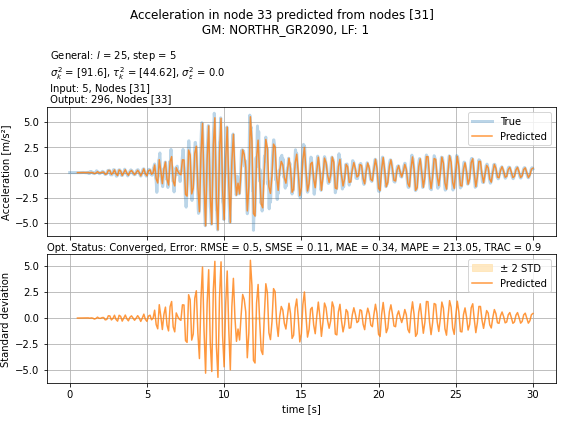 Acceleration in node 33 predicted from nodes [31]
GM: NORTHR_GR2090, LF: 1
General: l = 25, step = 5
σ²ₖ = [91.6], τ²ₖ = [44.62], σ²ε = 0.0
Input: 5, Nodes [31]
Output: 296, Nodes [33]
Acceleration [m/s²]
5.0
2.5
0.0
−2.5
−5.0
True
Predicted
Opt. Status: Converged, Error: RMSE = 0.5, SMSE = 0.11, MAE = 0.34, MAPE = 213.05, TRAC = 0.9
Standard deviation
5.0
2.5
0.0
−2.5
−5.0
± 2 STD
Predicted
0 5 10 15 20 25 30
time [s]